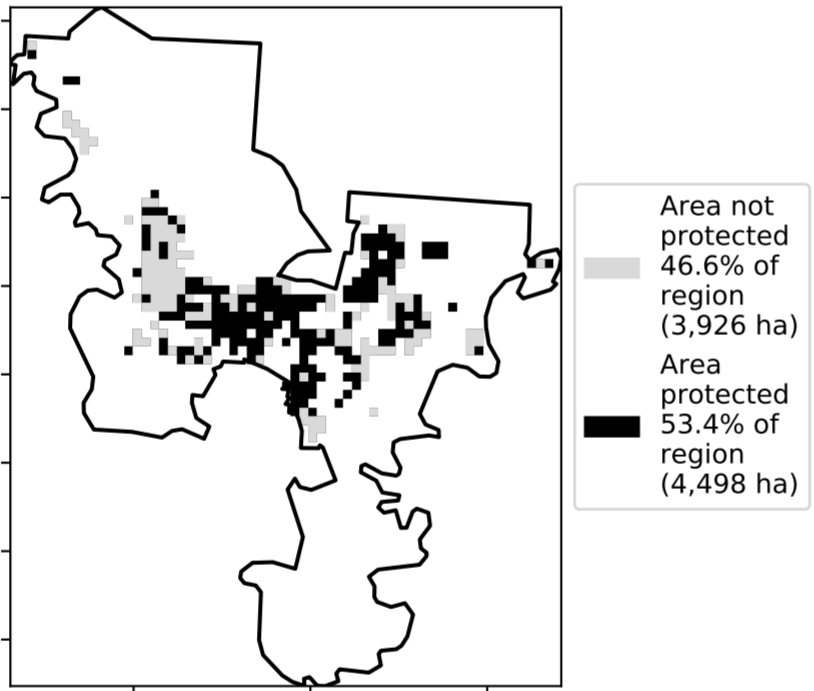 Area not
protected
46.6% of
region
(3,926 ha)
Area
protected
53.4% of
region
(4,498 ha)